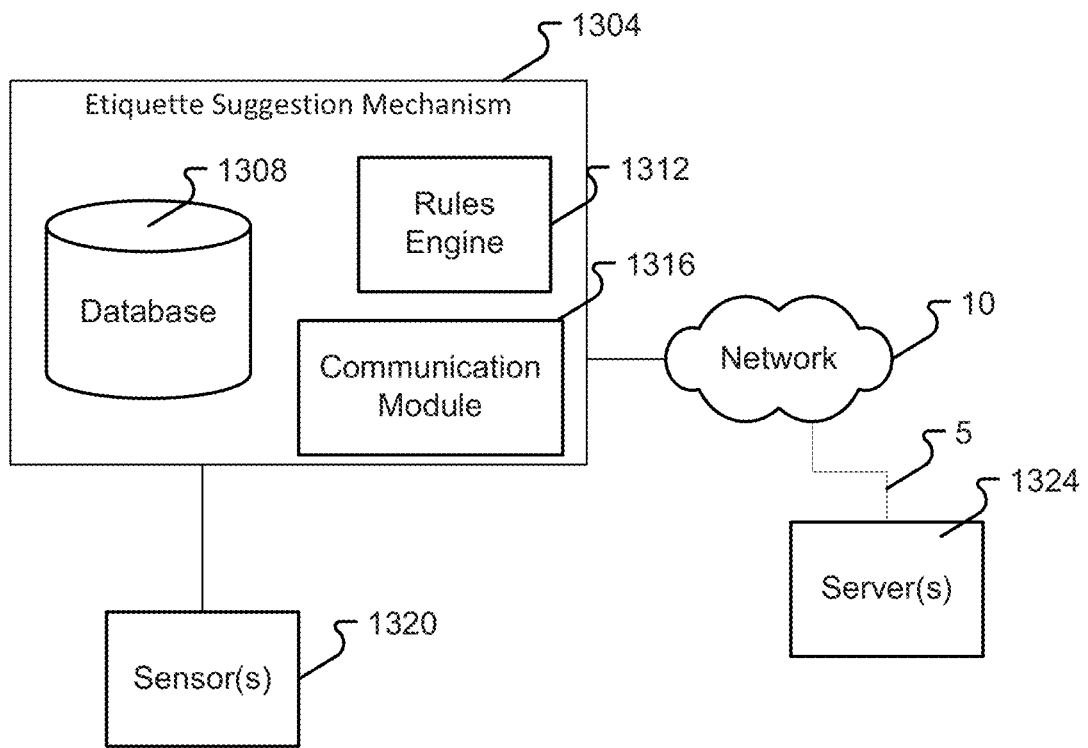 1304
Etiquette Suggestion Mechanism
1308
1312
Rules
Engine
1316
Database
10
Network
Communication
Module
5
1324
Server(s)
1320
Sensor(s)